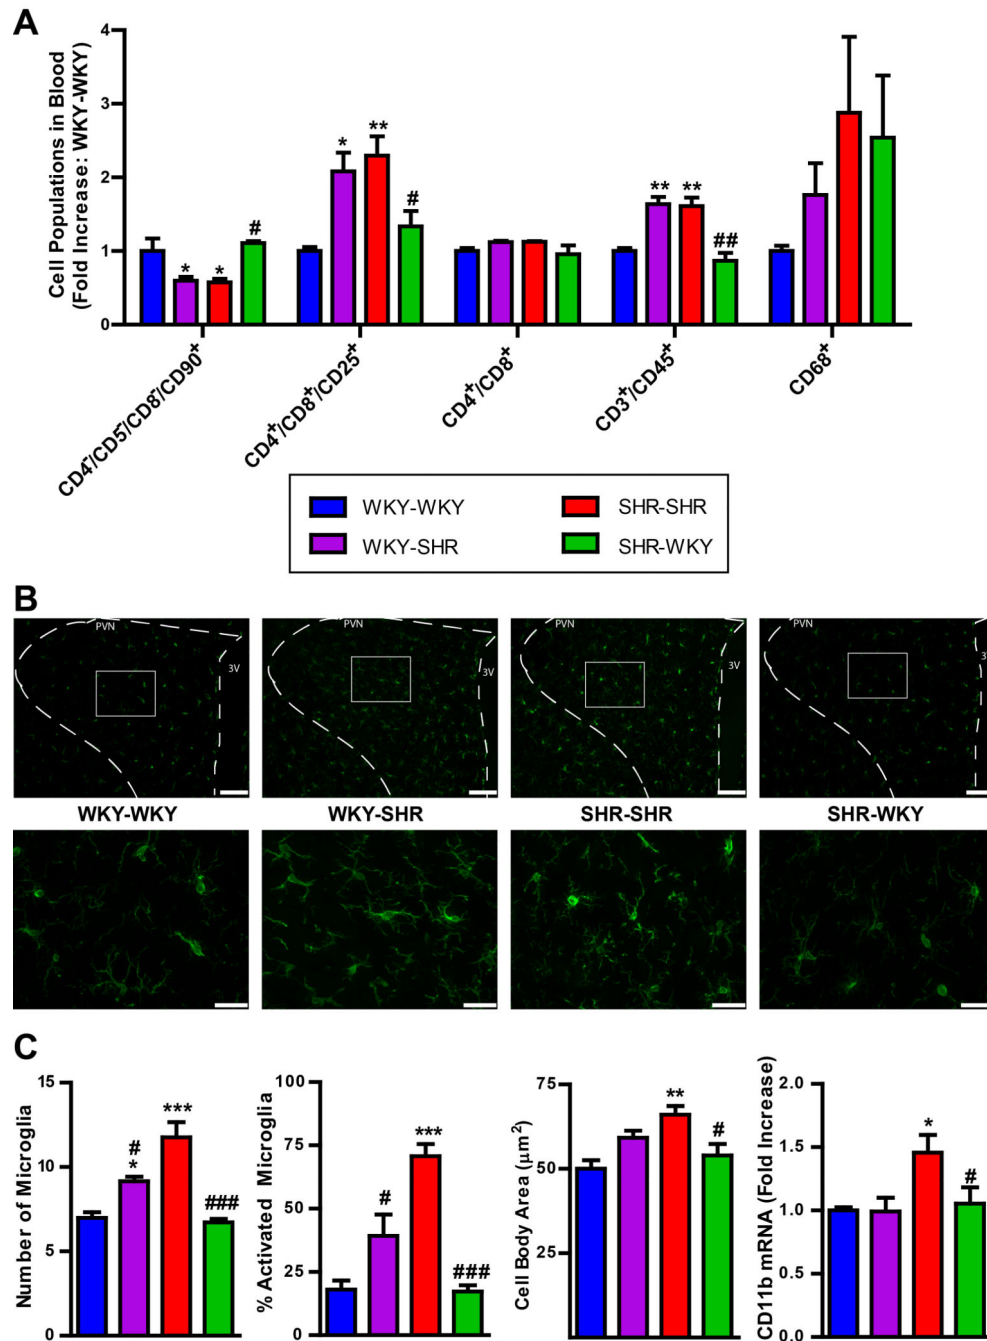 A
Cell Populations in Blood
(Fold Increase: WKY-WKY)
4
3
2
1
0
* * #
* ** #
** ** ##
CD4⁻/CD5⁻/CD8⁻/CD90⁺
CD4⁺/CD8⁺/CD25⁺
CD4⁺/CD8⁺
CD3⁺/CD45⁺
CD68⁺
WKY-WKY
SHR-SHR
WKY-SHR
SHR-WKY
B
PVN
3V
PVN
3V
PVN
3V
PVN
WKY-WKY
WKY-SHR
SHR-SHR
SHR-WKY
C
Number of Microglia
15
10
5
0
#
*
***
###
% Activated Microglia
100
75
50
25
0
#
***
###
Cell Body Area (μm²)
75
50
25
**
#
CD11b mRNA (Fold Increase)
2.0
1.5
1.0
0.5
0.0
*
#